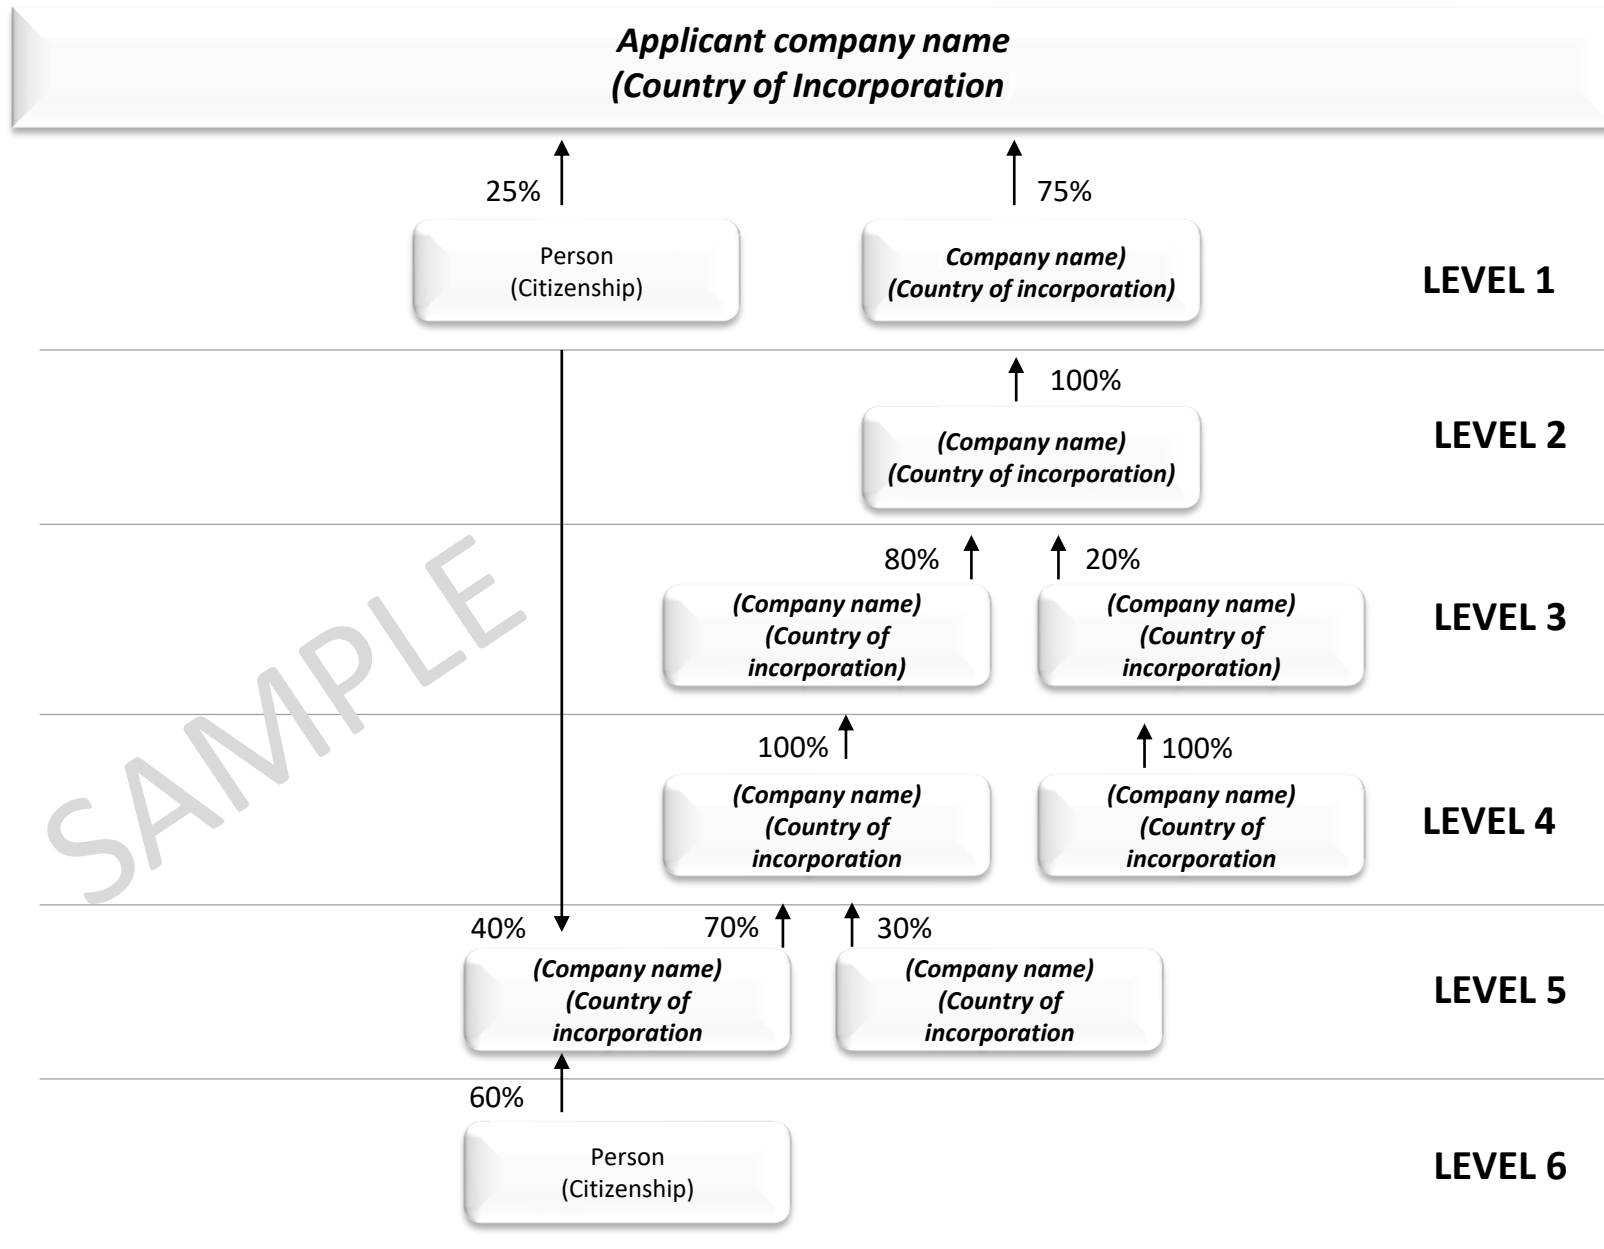 Applicant company name
(Country of Incorporation
25%
75%
Person
(Citizenship)
Company name)
(Country of incorporation)
LEVEL 1
100%
(Company name)
(Country of incorporation)
LEVEL 2
80%
20%
(Company name)
(Country of
incorporation)
(Company name)
(Country of
incorporation)
LEVEL 3
SAMPLE
100%
100%
(Company name)
(Country of
incorporation
(Company name)
(Country of
incorporation
LEVEL 4
40%
70%
30%
(Company name)
(Country of
incorporation
(Company name)
(Country of
incorporation
LEVEL 5
60%
Person
(Citizenship)
LEVEL 6